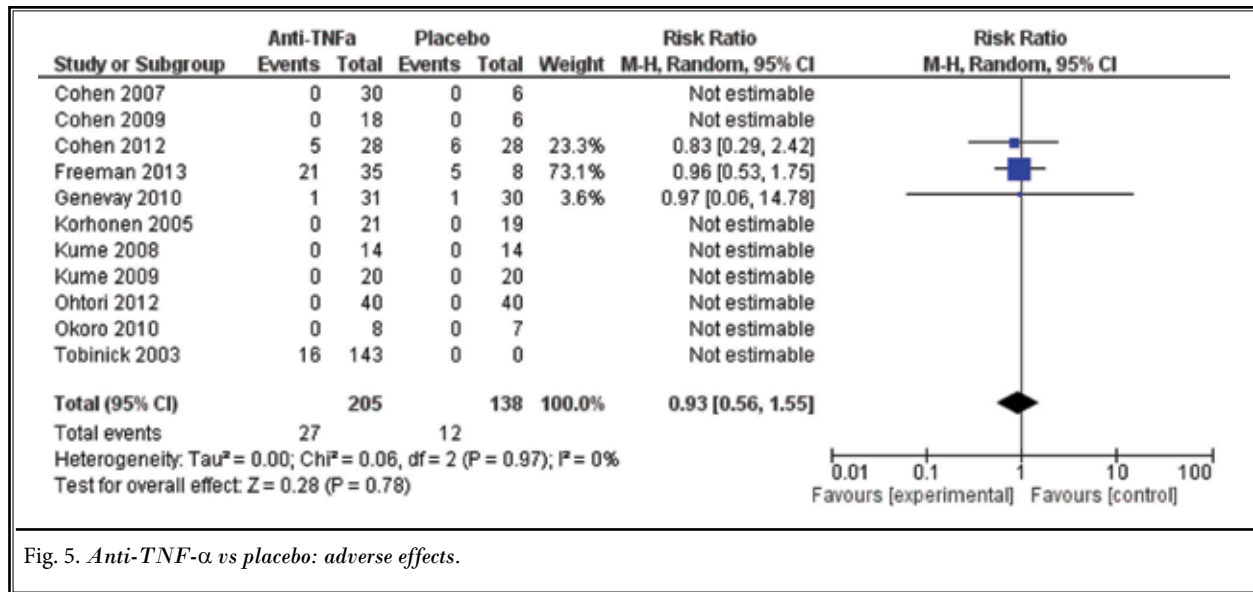 Anti-TNFa Placebo Risk Ratio Risk Ratio
Study or Subgroup Events Total Events Total Weight M-H, Random, 95% CI M-H, Random, 95% CI
Cohen 2007 0 30 0 6 Not estimable
Cohen 2009 0 18 0 6 Not estimable
Cohen 2012 5 28 6 28 23.3% 0.83 [0.29, 2.42]
Freeman 2013 21 35 5 8 73.1% 0.96 [0.53, 1.75]
Genevay 2010 1 31 1 30 3.6% 0.97 [0.06, 14.78]
Korhonen 2005 0 21 0 19 Not estimable
Kume 2008 0 14 0 14 Not estimable
Kume 2009 0 20 0 20 Not estimable
Ohtori 2012 0 40 0 40 Not estimable
Okoro 2010 0 8 0 7 Not estimable
Tobinick 2003 16 143 0 0 Not estimable
Total (95% CI) 205 138 100.0% 0.93 [0.56, 1.55]
Total events 27 12
Heterogeneity: Tau² = 0.00; Chi² = 0.06, df = 2 (P = 0.97); I² = 0%
Test for overall effect: Z = 0.28 (P = 0.78)
0.01 0.1 1 10 100
Favours [experimental] Favours [control]
Fig. 5. Anti-TNF-α vs placebo: adverse effects.